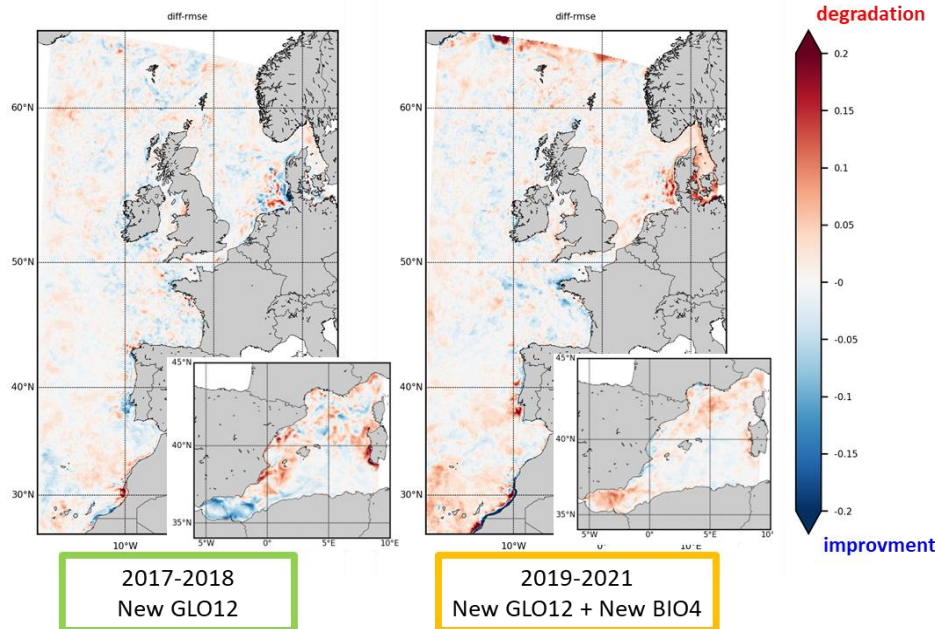 diff-rmse
diff-rmse
degradation
60°N
50°N
40°N
30°N
10°W
45°N
40°N
35°N
5°W
0°
5°E
10°E
60°N
50°N
40°N
30°N
10°W
0°
10°E
45°N
40°N
35°N
5°W
0°
5°E
0.2
0.15
0.1
0.05
-0
-0.05
-0.1
-0.15
-0.2
improvment
2017-2018
New GLO12
2019-2021
New GLO12 + New BIO4